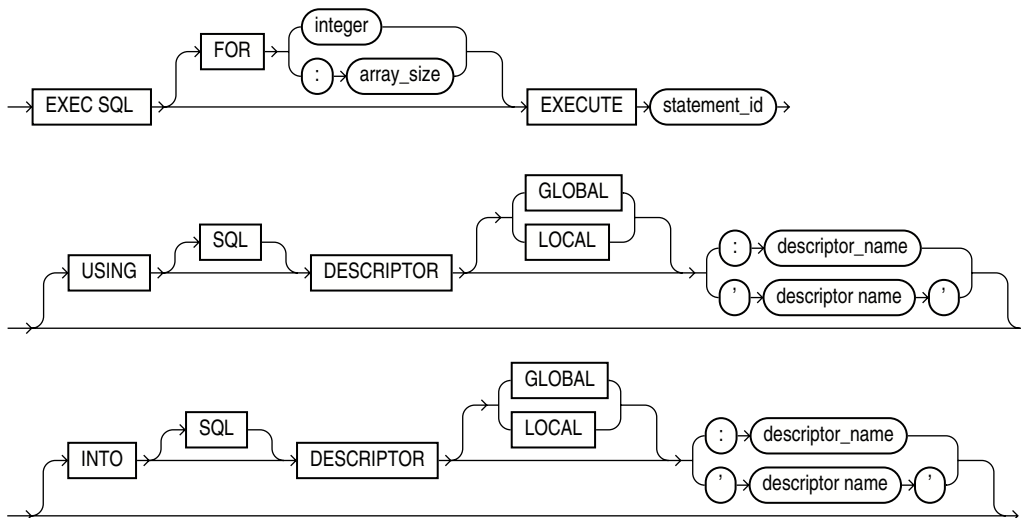 integer
FOR
: array_size
EXEC SQL EXECUTE statement_id
GLOBAL
SQL LOCAL : descriptor_name
USING DESCRIPTOR ' descriptor name '
GLOBAL
SQL LOCAL : descriptor_name
INTO DESCRIPTOR ' descriptor name '